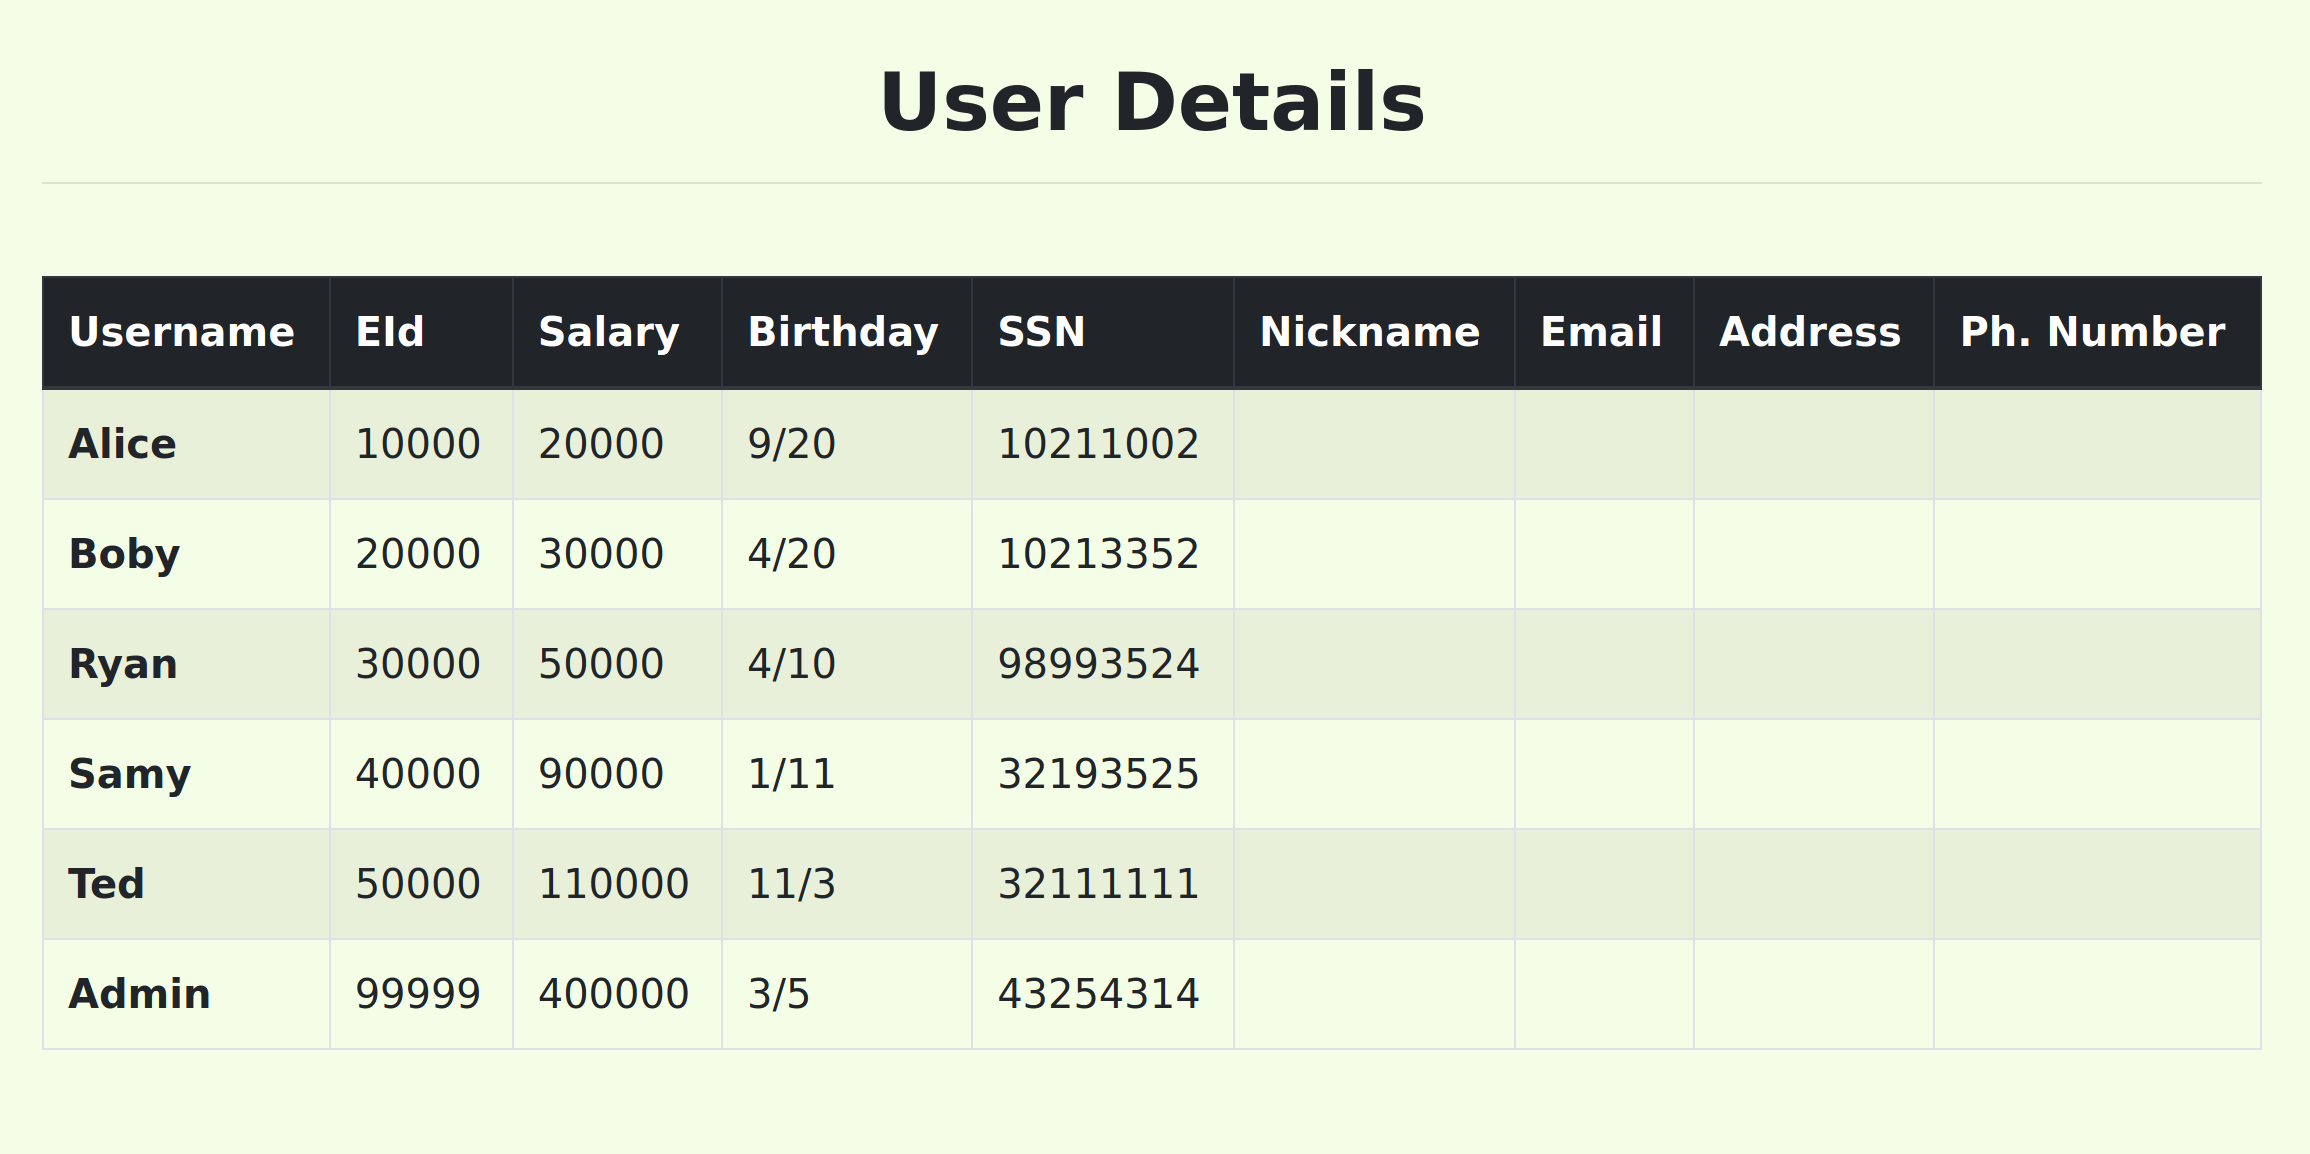 User Details
Username EId Salary Birthday SSN Nickname Email Address Ph. Number
Alice 10000 20000 9/20 10211002
Boby 20000 30000 4/20 10213352
Ryan 30000 50000 4/10 98993524
Samy 40000 90000 1/11 32193525
Ted 50000 110000 11/3 32111111
Admin 99999 400000 3/5 43254314